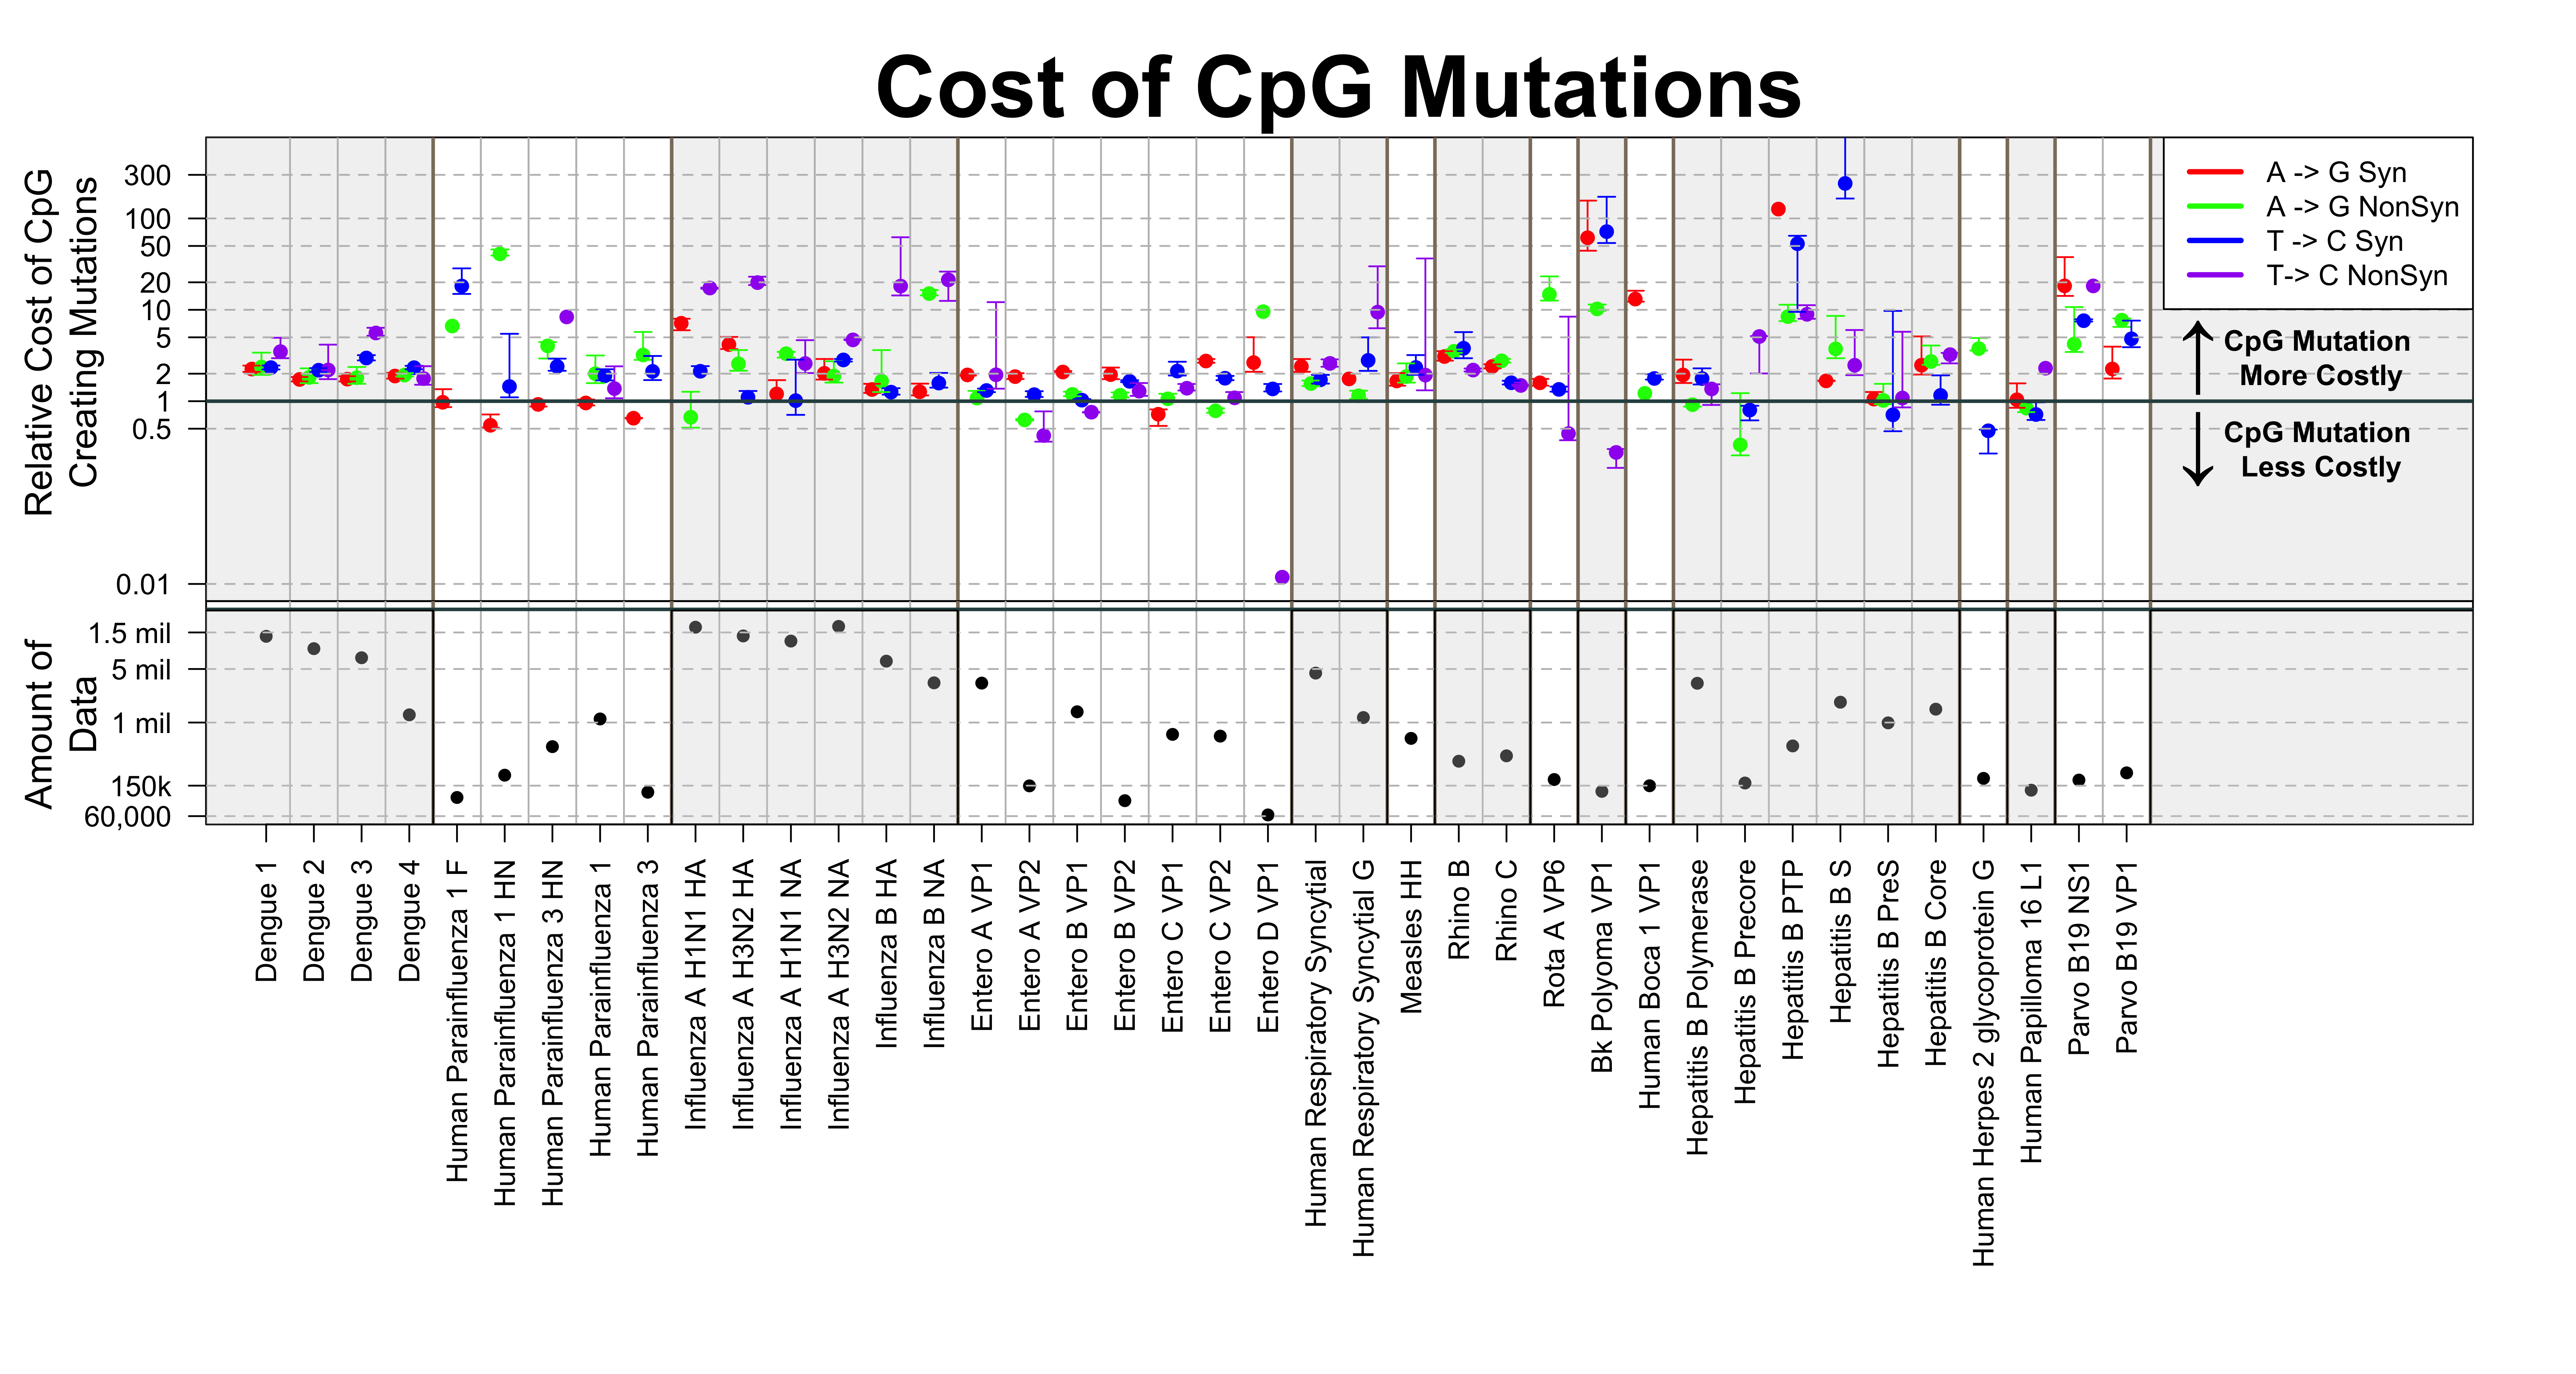 Cost of CpG Mutations
Relative Cost of CpG
Creating Mutations
300
100
50
20
10
5
2
1
0.5
0.01
A -> G Syn
A -> G NonSyn
T -> C Syn
T-> C NonSyn
CpG Mutation
More Costly
CpG Mutation
Less Costly
Amount of
Data
1.5 mil
5 mil
1 mil
150k
60,000
Dengue 1
Dengue 2
Dengue 3
Dengue 4
Human Parainfluenza 1 F
Human Parainfluenza 1 HN
Human Parainfluenza 3 HN
Human Parainfluenza 1
Human Parainfluenza 3
Influenza A H1N1 HA
Influenza A H3N2 HA
Influenza A H1N1 NA
Influenza A H3N2 NA
Influenza B HA
Influenza B NA
Entero A VP1
Entero A VP2
Entero B VP1
Entero B VP2
Entero C VP1
Entero C VP2
Entero D VP1
Human Respiratory Syncytial
Human Respiratory Syncytial G
Measles HH
Rhino B
Rhino C
Rota A VP6
Bk Polyoma VP1
Human Boca 1 VP1
Hepatitis B Polymerase
Hepatitis B Precore
Hepatitis B PTP
Hepatitis B S
Hepatitis B PreS
Hepatitis B Core
Human Herpes 2 glycoprotein G
Human Papilloma 16 L1
Parvo B19 NS1
Parvo B19 VP1